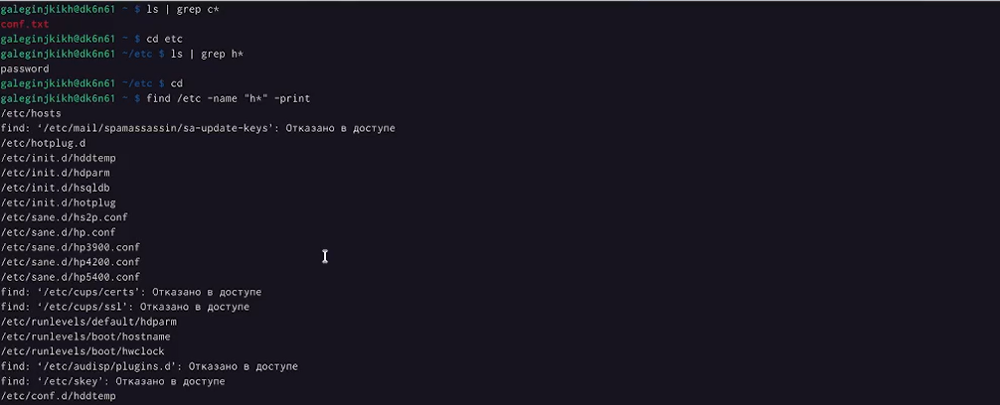 galeginjkikh@dk6n61 ~ $ ls | grep c*
conf.txt
galeginjkikh@dk6n61 ~ $ cd etc
galeginjkikh@dk6n61 ~/etc $ ls | grep h*
password
galeginjkikh@dk6n61 ~/etc $ cd
galeginjkikh@dk6n61 ~ $ find /etc -name "h*" -print
/etc/hosts
find: ‘/etc/mail/spamassassin/sa-update-keys’: Отказано в доступе
/etc/hotplug.d
/etc/init.d/hddtemp
/etc/init.d/hdparm
/etc/init.d/hsqldb
/etc/init.d/hotplug
/etc/sane.d/hs2p.conf
/etc/sane.d/hp.conf
/etc/sane.d/hp3900.conf
/etc/sane.d/hp4200.conf
/etc/sane.d/hp5400.conf
find: ‘/etc/cups/certs’: Отказано в доступе
find: ‘/etc/cups/ssl’: Отказано в доступе
/etc/runlevels/default/hdparm
/etc/runlevels/boot/hostname
/etc/runlevels/boot/hwclock
find: ‘/etc/audisp/plugins.d’: Отказано в доступе
find: ‘/etc/skey’: Отказано в доступе
/etc/conf.d/hddtemp